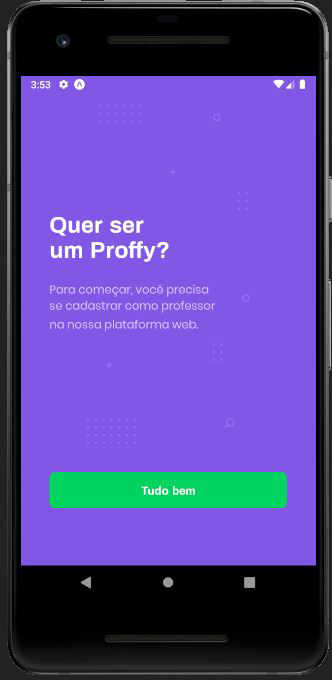 3:53
Quer ser
um Proffy?
Para começar, você precisa
se cadastrar como professor
na nossa plataforma web.
Tudo bem